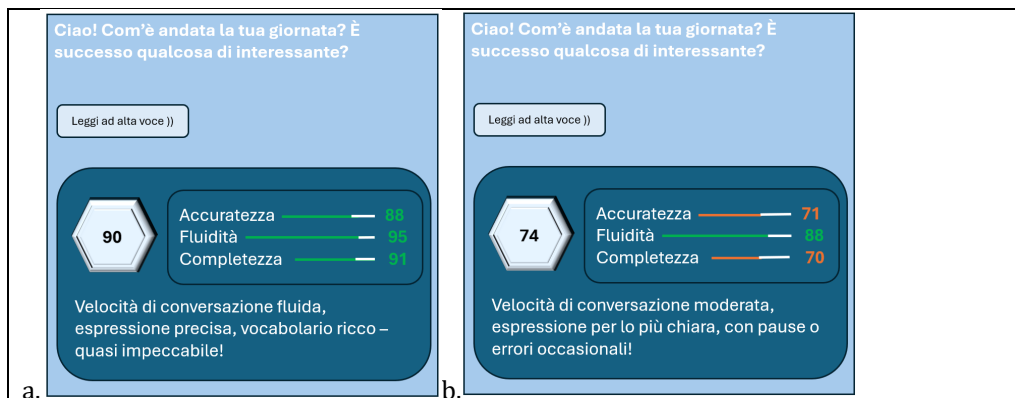 Ciao! Com'è andata la tua giornata? È
successo qualcosa di interessante?
Leggi ad alta voce ))
90
Accuratezza 88
Fluidità 95
Completezza 91
Velocità di conversazione fluida,
espressione precisa, vocabolario ricco –
quasi impeccabile!
a.
Ciao! Com'è andata la tua giornata? È
successo qualcosa di interessante?
Leggi ad alta voce ))
74
Accuratezza 71
Fluidità 88
Completezza 70
Velocità di conversazione moderata,
espressione per lo più chiara, con pause o
errori occasionali!
b.